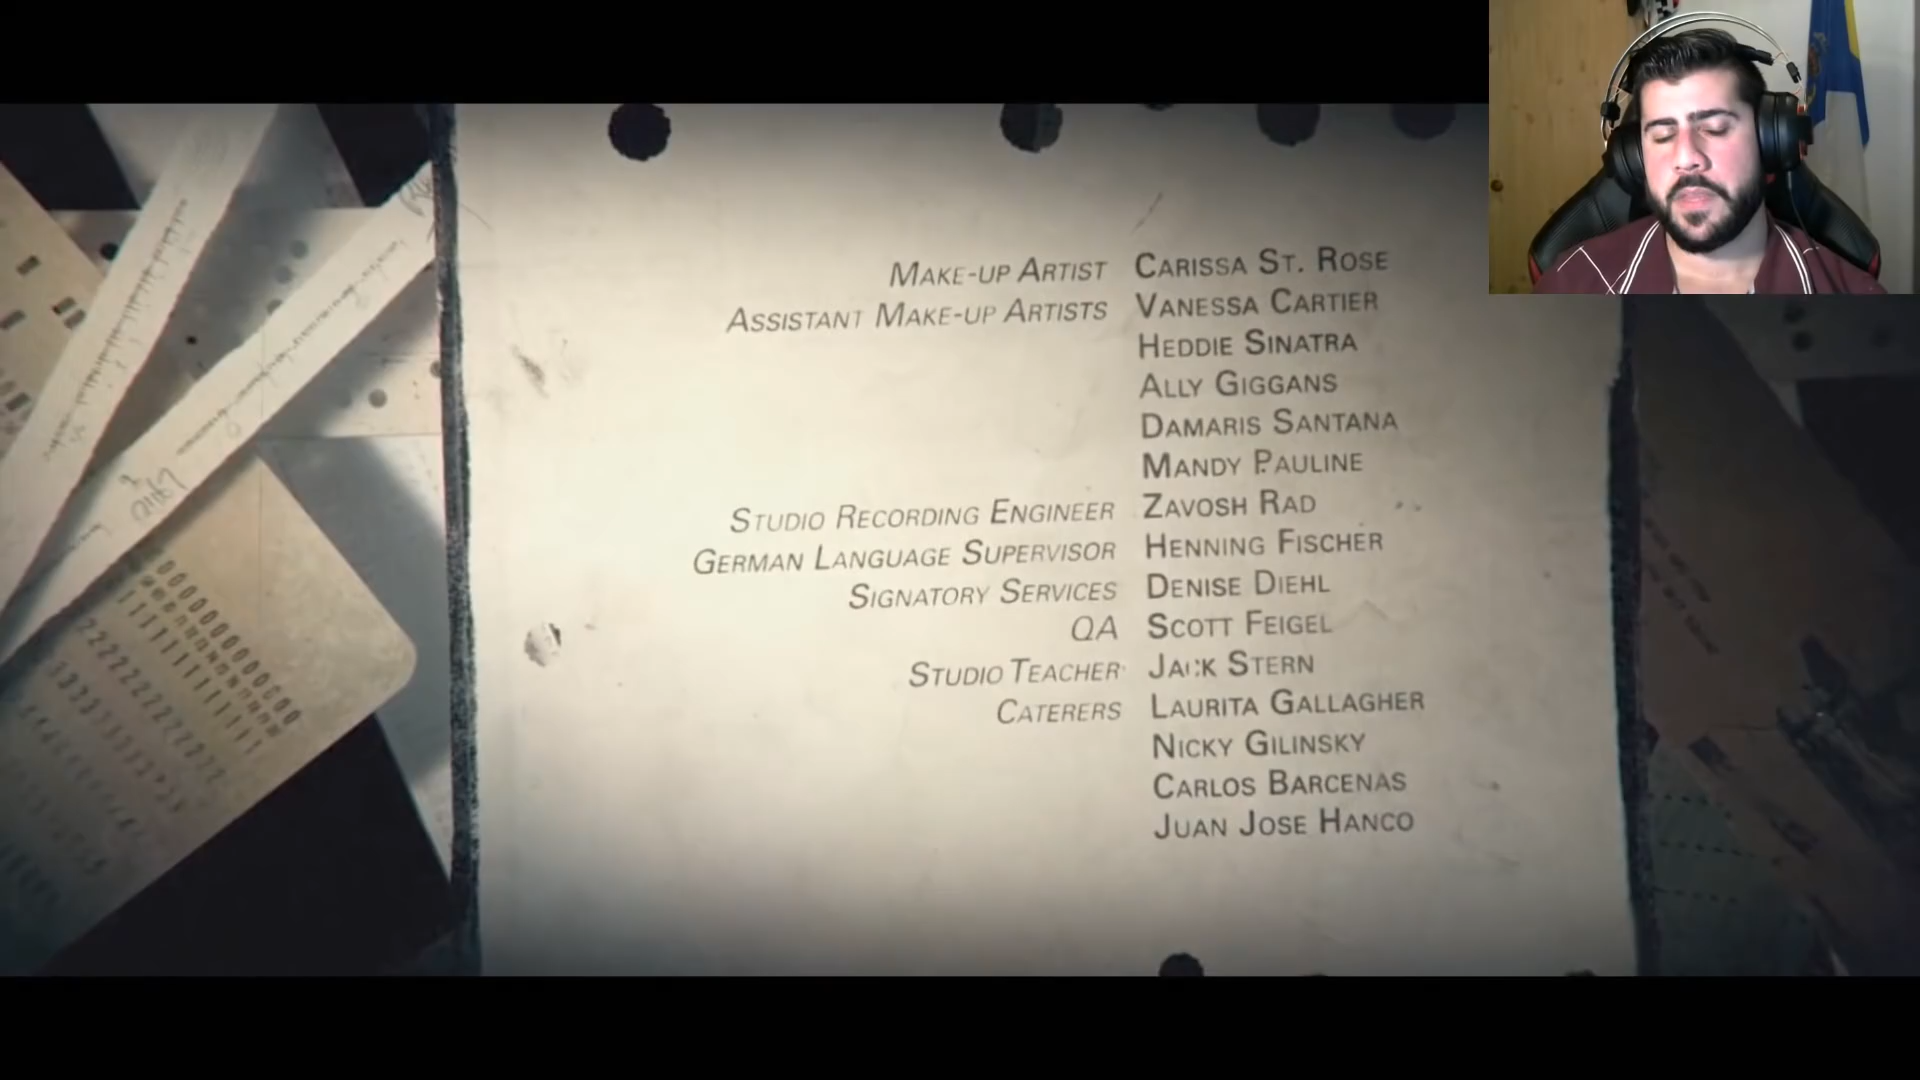 MAKE-UP ARTIST CARISSA ST. ROSE
ASSISTANT MAKE-UP ARTISTS VANESSA CARTIER
HEDDIE SINATRA
ALLY GIGGANS
DAMARIS SANTANA
MANDY PAULINE
STUDIO RECORDING ENGINEER ZAVOSH RAD
GERMAN LANGUAGE SUPERVISOR HENNING FISCHER
SIGNATORY SERVICES DENISE DIEHL
QA SCOTT FEIGEL
STUDIO TEACHER JACK STERN
CATERERS LAURITA GALLAGHER
NICKY GILINSKY
CARLOS BARCENAS
JUAN JOSE HANCO